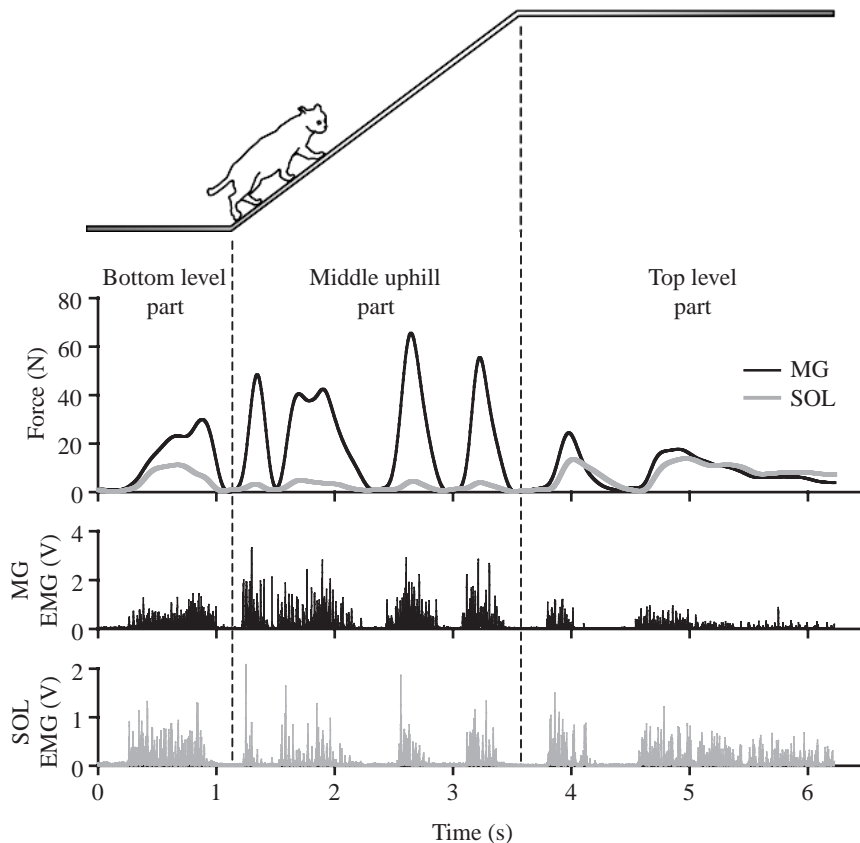 Bottom level
part
Middle uphill
part
Top level
part
Force (N)
80
60
40
20
0
MG
SOL
MG
EMG (V)
4
2
0
SOL
EMG (V)
2
1
0
0 1 2 3 4 5 6
Time (s)